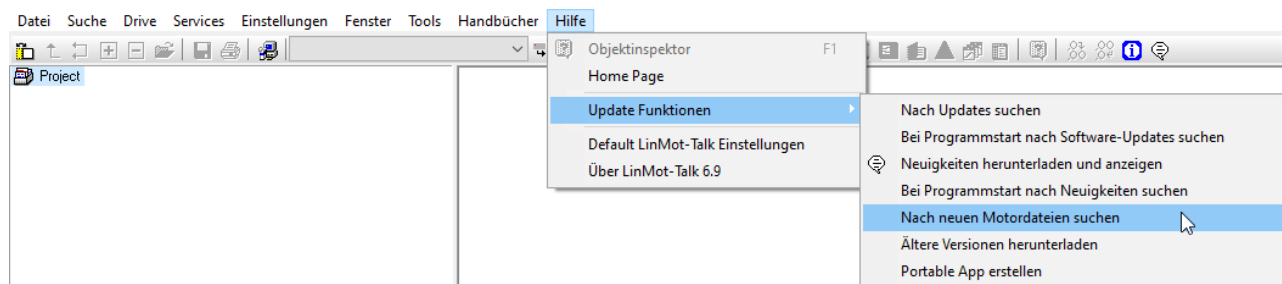 Datei Suche Drive Services Einstellungen Fenster Tools Handbücher Hilfe
Project
Objektinspektor F1
Home Page
Update Funktionen
Default LinMot-Talk Einstellungen
Über LinMot-Talk 6.9
Nach Updates suchen
Bei Programmstart nach Software-Updates suchen
Neuigkeiten herunterladen und anzeigen
Bei Programmstart nach Neuigkeiten suchen
Nach neuen Motordateien suchen
Ältere Versionen herunterladen
Portable App erstellen